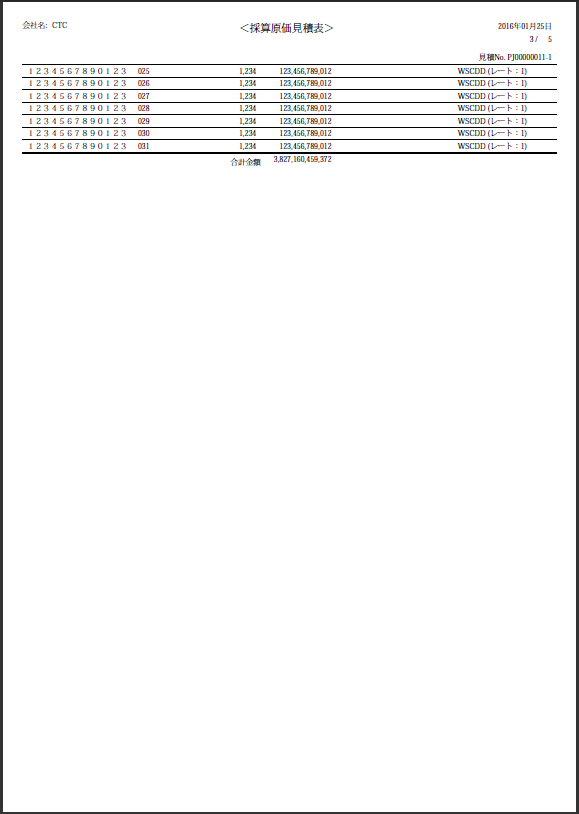 会社名: CTC
＜採算原価見積表＞
2016年01月25日
3 / 5
見積No. PJ00000011-1
１２３４５６７８９０１２３ 025 1,234 123,456,789,012 WSCDD (レート：1)
１２３４５６７８９０１２３ 026 1,234 123,456,789,012 WSCDD (レート：1)
１２３４５６７８９０１２３ 027 1,234 123,456,789,012 WSCDD (レート：1)
１２３４５６７８９０１２３ 028 1,234 123,456,789,012 WSCDD (レート：1)
１２３４５６７８９０１２３ 029 1,234 123,456,789,012 WSCDD (レート：1)
１２３４５６７８９０１２３ 030 1,234 123,456,789,012 WSCDD (レート：1)
１２３４５６７８９０１２３ 031 1,234 123,456,789,012 WSCDD (レート：1)
合計金額 3,827,160,459,372